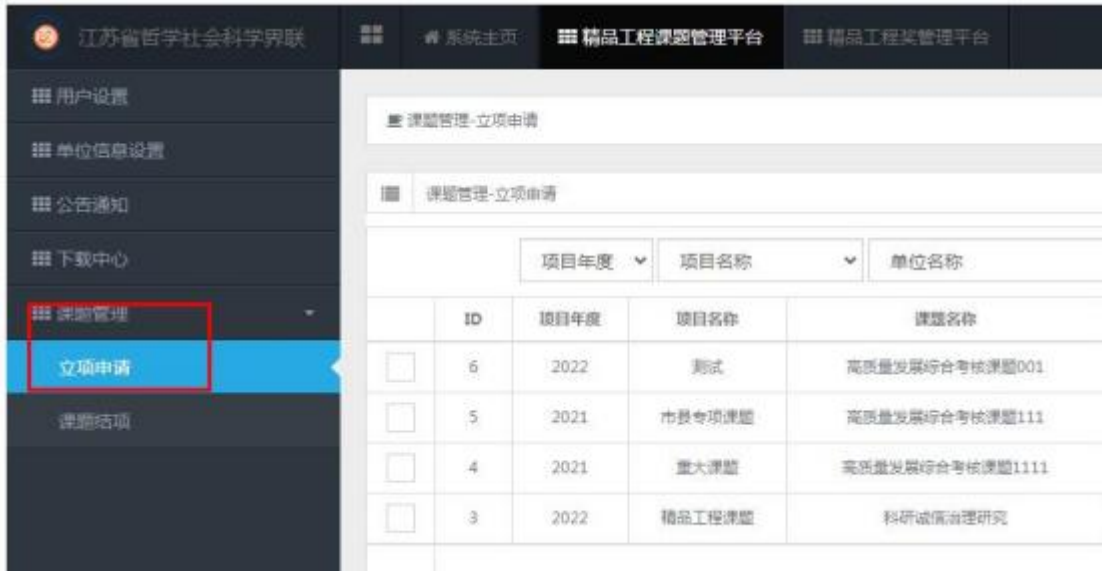 江苏省哲学社会科学界联
系统主页
精品工程课题管理平台
精品工程奖管理平台
用户设置
单位信息设置
公告通知
下载中心
课题管理
立项申请
课题结项
课题管理-立项申请
课题管理-立项申请
项目年度 项目名称 单位名称
ID 项目年度 项目名称 课题名称
6 2022 测试 高质量发展综合考核课题001
5 2021 市县专项课题 高质量发展综合考核课题111
4 2021 重大课题 高质量发展综合考核课题1111
3 2022 精品工程课题 科研诚信治理研究